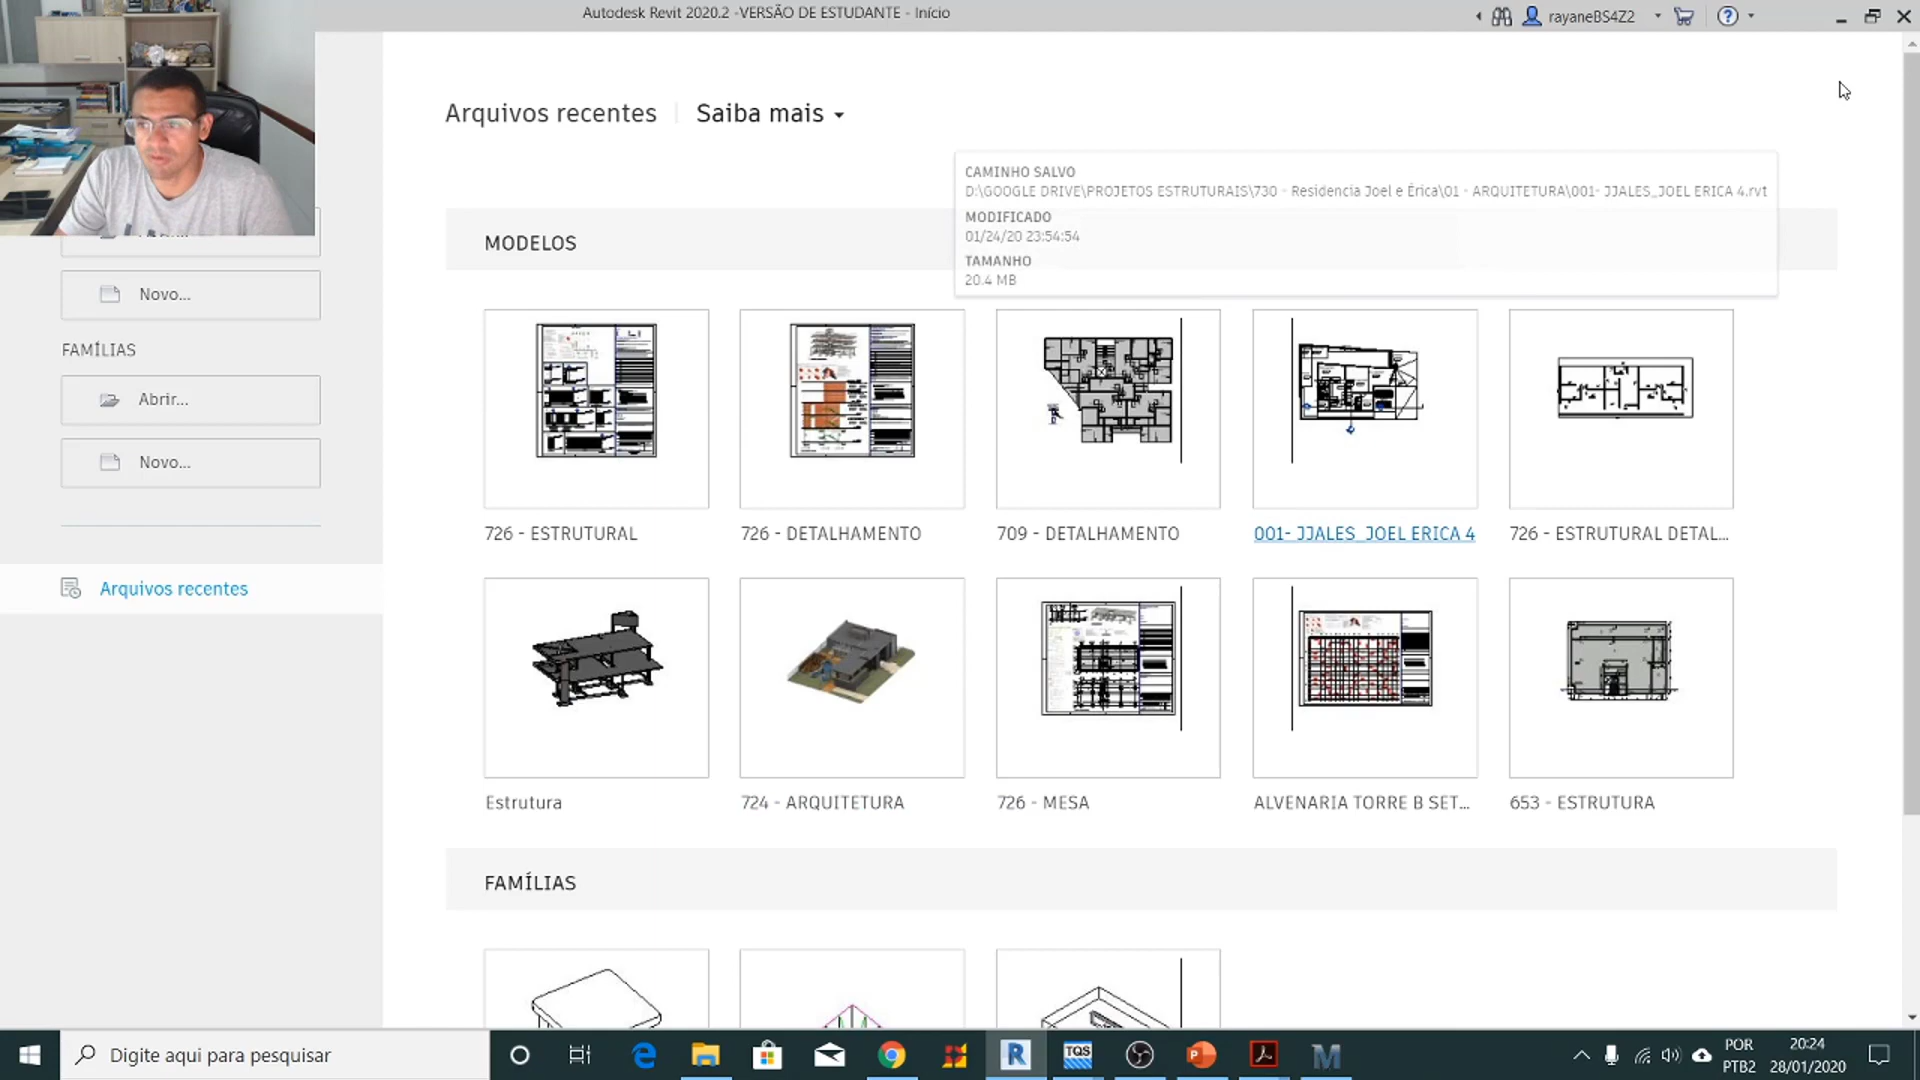 Autodesk Revit 2020.2 -VERSÃO DE ESTUDANTE - Início
rayaneBS4Z2
Arquivos recentes
Saiba mais
CAMINHO SALVO
D:\GOOGLE DRIVE\PROJETOS ESTRUTURAIS\730 - Residencia Joel e Érica\01 - ARQUITETURA\001- JJALES_JOEL ERICA 4.rvt
MODIFICADO
01/24/20 23:54:54
TAMANHO
20.4 MB
MODELOS
Novo...
FAMÍLIAS
Abrir...
Novo...
Arquivos recentes
726 - ESTRUTURAL
726 - DETALHAMENTO
709 - DETALHAMENTO
001- JJALES_JOEL ERICA 4
726 - ESTRUTURAL DETAL...
Estrutura
724 - ARQUITETURA
726 - MESA
ALVENARIA TORRE B SET...
653 - ESTRUTURA
FAMÍLIAS
Digite aqui para pesquisar
TQS
POR
PTB2
20:24
28/01/2020